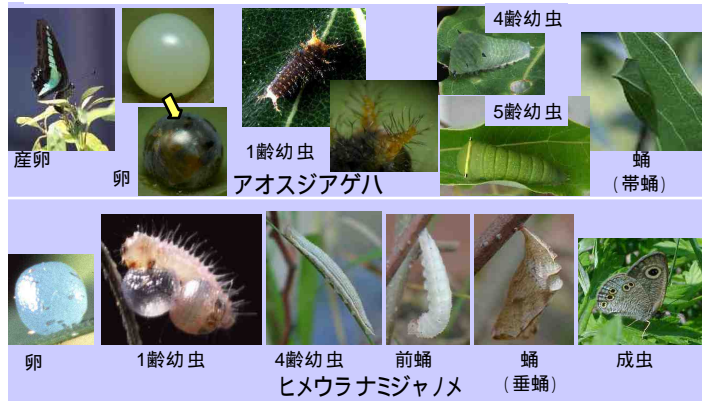 4齢幼虫
産卵
卵
1齢幼虫
5齢幼虫
蛹
(帯蛹)
アオスジアゲハ
卵
1齢幼虫
4齢幼虫
前蛹
蛹
(垂蛹)
成虫
ヒメウラナミジャノメ